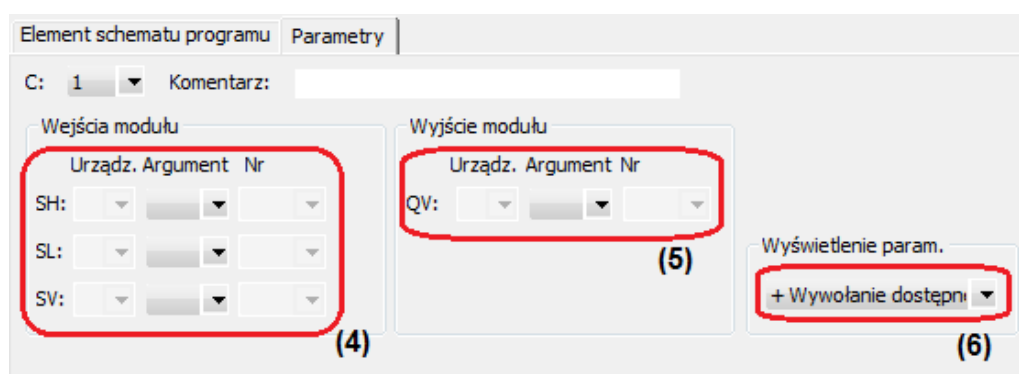 Element schematu programu Parametry
C: 1 Komentarz:
Wejścia modułu Wyjście modułu
Urządz. Argument Nr Urządz. Argument Nr
SH: QV:
SL: (5) Wyświetlenie param.
SV: + Wywołanie dostępn
(4) (6)